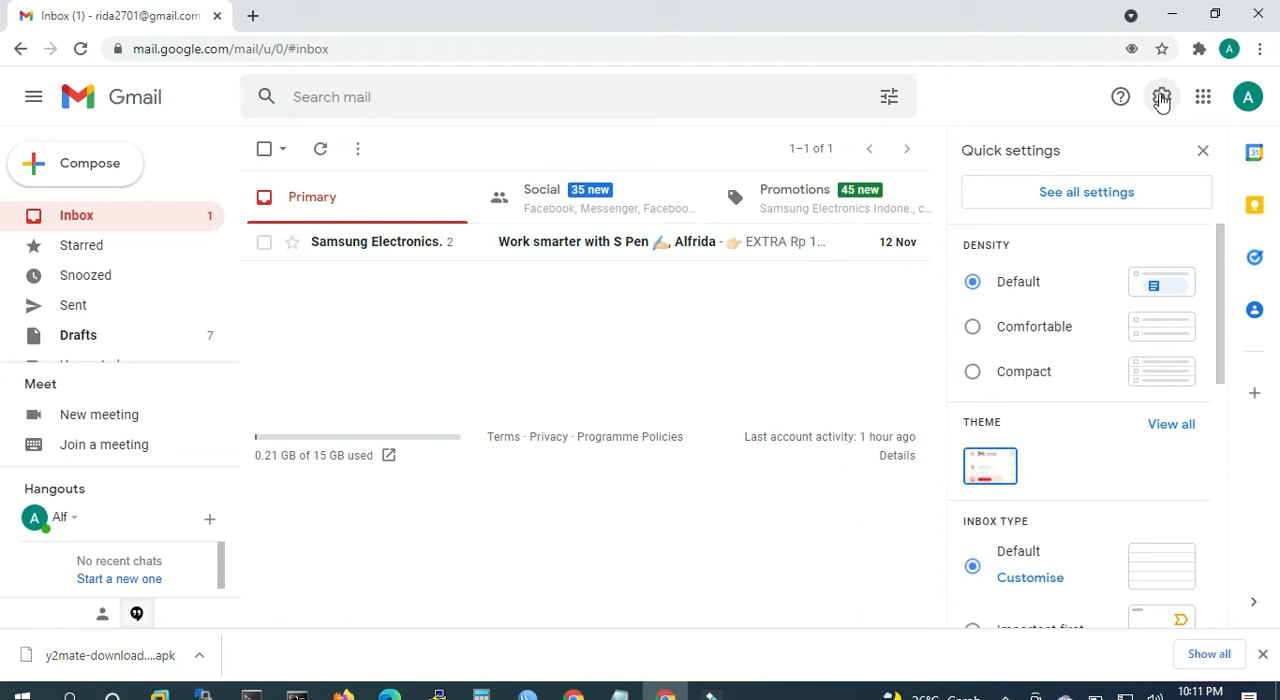 Inbox (1) - rida2701@gmail.com
mail.google.com/mail/u/0/#inbox
A
Gmail
Search mail
A
Compose
1–1 of 1
Quick settings
31
See all settings
Inbox 1
Primary
Social 35 new
Facebook, Messenger, Faceboo...
Promotions 45 new
Samsung Electronics Indone., c...
Starred
Samsung Electronics. 2 Work smarter with S Pen ✍🏻, Alfrida - 👉🏻 EXTRA Rp 1... 12 Nov
DENSITY
Snoozed
Default
Sent
Comfortable
Drafts 7
Compact
Meet
New meeting
THEME
View all
Join a meeting
Terms · Privacy · Programme Policies
Last account activity: 1 hour ago
0.21 GB of 15 GB used
Details
Hangouts
A Alf
INBOX TYPE
Default
Customise
No recent chats
Start a new one
y2mate-download....apk
Show all
10:11 PM